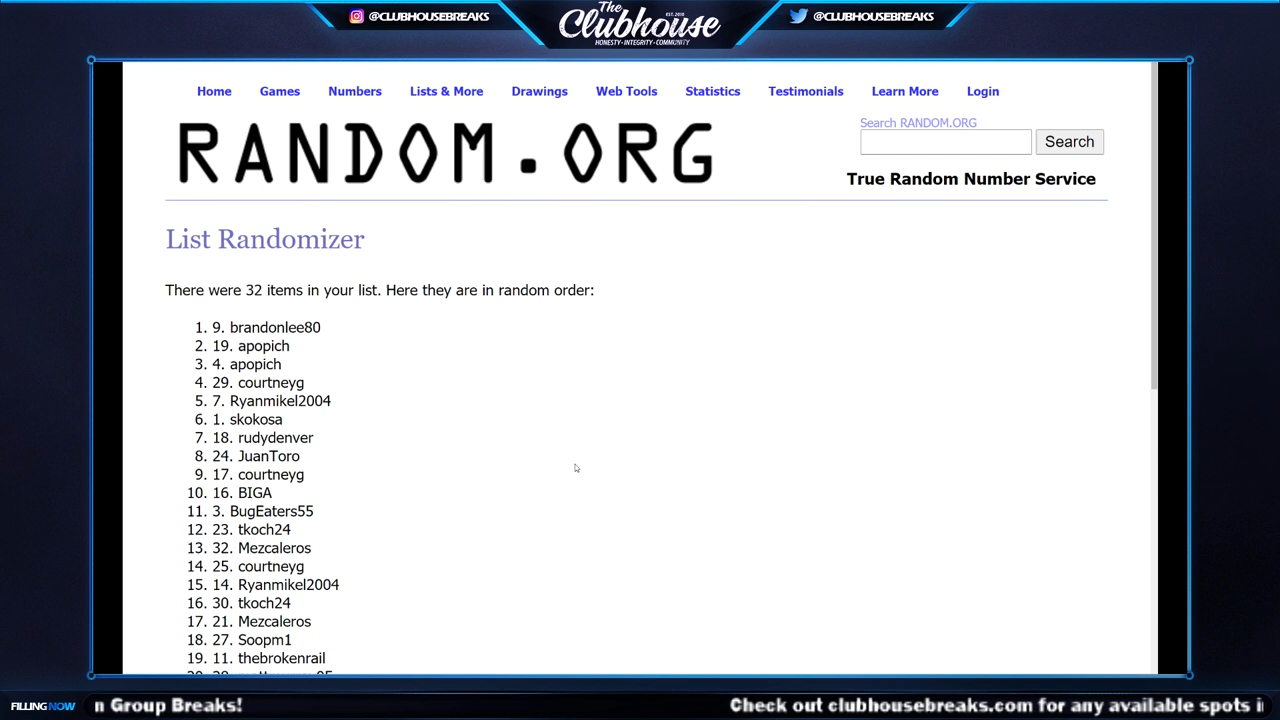 @CLUBHOUSEBREAKS
The
Clubhouse
EST. 2010
HONESTY • INTEGRITY • COMMUNITY
@CLUBHOUSEBREAKS
Home Games Numbers Lists & More Drawings Web Tools Statistics Testimonials Learn More Login
RANDOM.ORG
Search RANDOM.ORG
Search
True Random Number Service
List Randomizer
There were 32 items in your list. Here they are in random order:
1. 9. brandonlee80
2. 19. apopich
3. 4. apopich
4. 29. courtneyg
5. 7. Ryanmikel2004
6. 1. skokosa
7. 18. rudydenver
8. 24. JuanToro
9. 17. courtneyg
10. 16. BIGA
11. 3. BugEaters55
12. 23. tkoch24
13. 32. Mezcaleros
14. 25. courtneyg
15. 14. Ryanmikel2004
16. 30. tkoch24
17. 21. Mezcaleros
18. 27. Soopm1
19. 11. thebrokenrail
FILLING NOW
n Group Breaks!
Check out clubhousebreaks.com for any available spots i